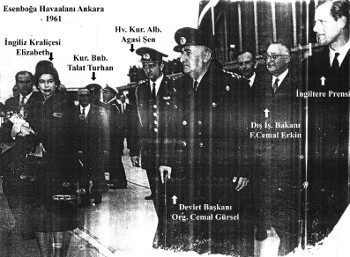 Esenboğa Havaalanı Ankara
- 1961
İngiliz Kraliçesi
Elizabeth
Kur. Bnb.
Talat Turhan
Hv. Kur. Alb.
Agasi Şen
Dış İş. Bakanı
F.Cemal Erkin
İngiltere Prensi
Devlet Başkanı
Org. Cemal Gürsel